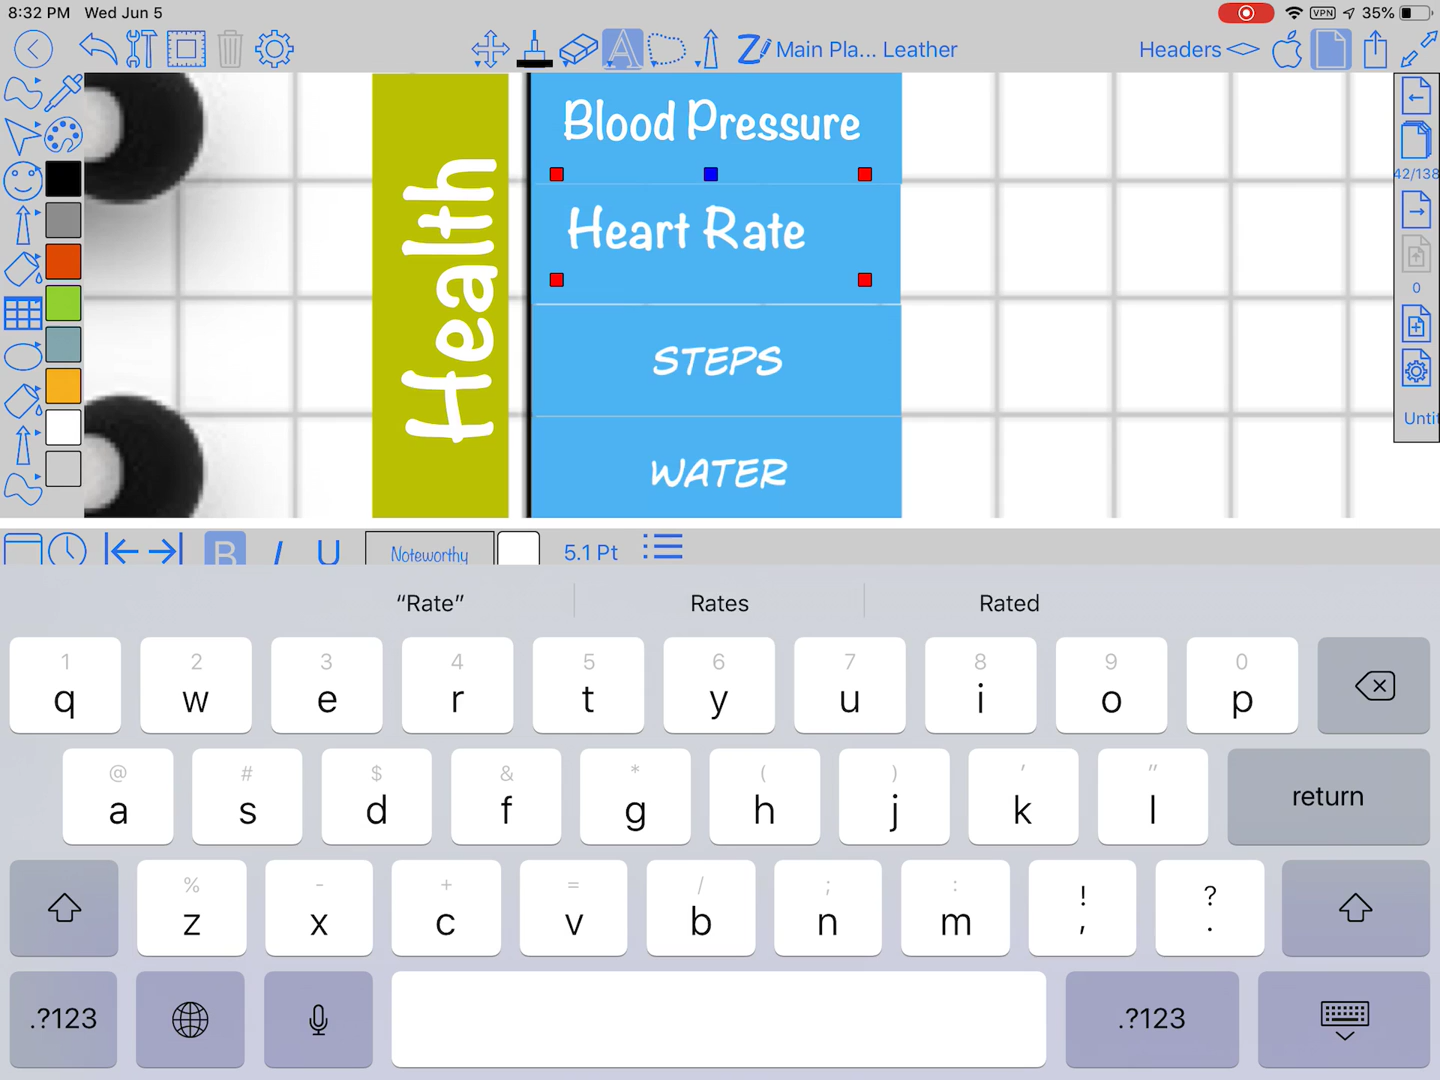 8:32 PM Wed Jun 5
VPN 35%
Main Pla... Leather
Headers
Blood Pressure
Health
Heart Rate
STEPS
WATER
42/138
0
Untit
B I U Noteworthy 5.1 Pt
“Rate” Rates Rated
1 2 3 4 5 6 7 8 9 0
q w e r t y u i o p
@ # $ & * ( ) ' "
a s d f g h j k l return
% - + = / ; : ! ?
z x c v b n m , .
.?123 .?123